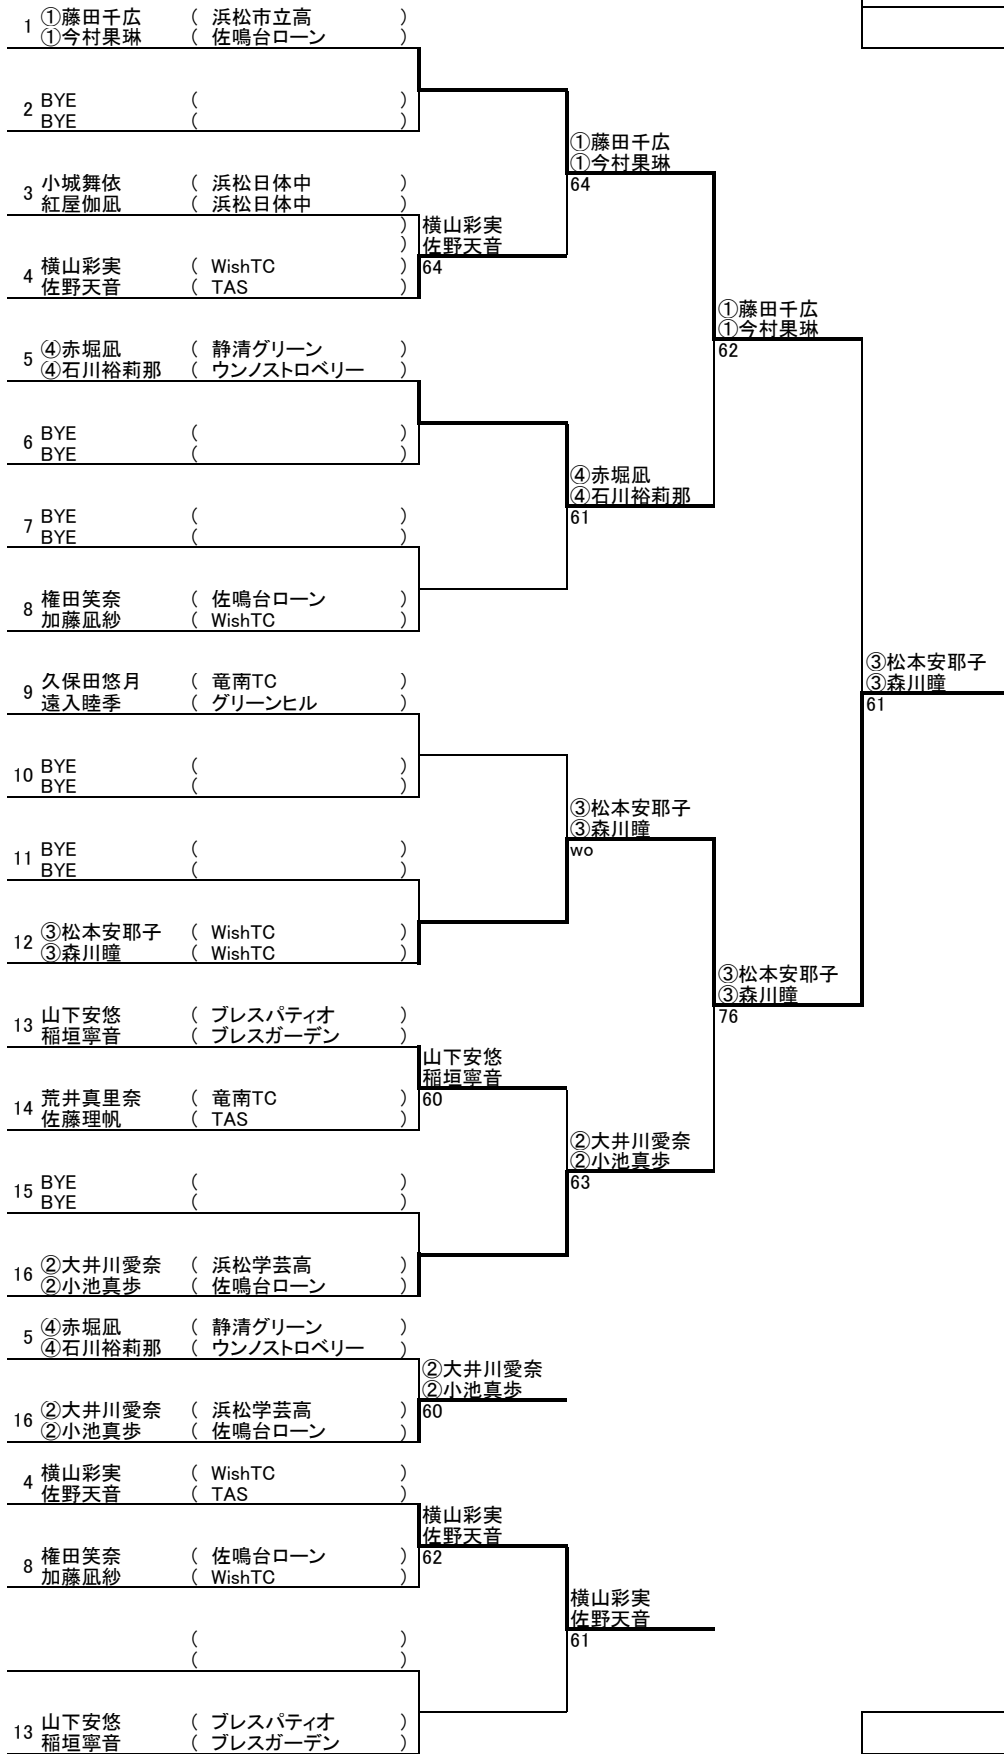 1 ①藤田千広 ( 浜松市立高 )
①今村果琳 ( 佐鳴台ローン )
2 BYE ( )
BYE ( )
①藤田千広
①今村果琳
64
3 小城舞依 ( 浜松日体中 )
紅屋伽凪 ( 浜松日体中 )
) 横山彩実
) 佐野天音
64
4 横山彩実 ( WishTC )
佐野天音 ( TAS )
①藤田千広
①今村果琳
62
5 ④赤堀凪 ( 静清グリーン )
④石川裕莉那 ( ウンノストロベリー )
6 BYE ( )
BYE ( )
④赤堀凪
④石川裕莉那
61
7 BYE ( )
BYE ( )
8 権田笑奈 ( 佐鳴台ローン )
加藤凪紗 ( WishTC )
③松本安耶子
③森川瞳
61
9 久保田悠月 ( 竜南TC )
遠入睦季 ( グリーンヒル )
10 BYE ( )
BYE ( )
③松本安耶子
③森川瞳
wo
11 BYE ( )
BYE ( )
12 ③松本安耶子 ( WishTC )
③森川瞳 ( WishTC )
③松本安耶子
③森川瞳
76
13 山下安悠 ( ブレスパティオ )
稲垣寧音 ( ブレスガーデン )
山下安悠
稲垣寧音
60
14 荒井真里奈 ( 竜南TC )
佐藤理帆 ( TAS )
②大井川愛奈
②小池真歩
63
15 BYE ( )
BYE ( )
16 ②大井川愛奈 ( 浜松学芸高 )
②小池真歩 ( 佐鳴台ローン )
5 ④赤堀凪 ( 静清グリーン )
④石川裕莉那 ( ウンノストロベリー )
②大井川愛奈
②小池真歩
60
16 ②大井川愛奈 ( 浜松学芸高 )
②小池真歩 ( 佐鳴台ローン )
4 横山彩実 ( WishTC )
佐野天音 ( TAS )
横山彩実
佐野天音
62
8 権田笑奈 ( 佐鳴台ローン )
加藤凪紗 ( WishTC )
横山彩実
佐野天音
61
( )
( )
13 山下安悠 ( ブレスパティオ )
稲垣寧音 ( ブレスガーデン )